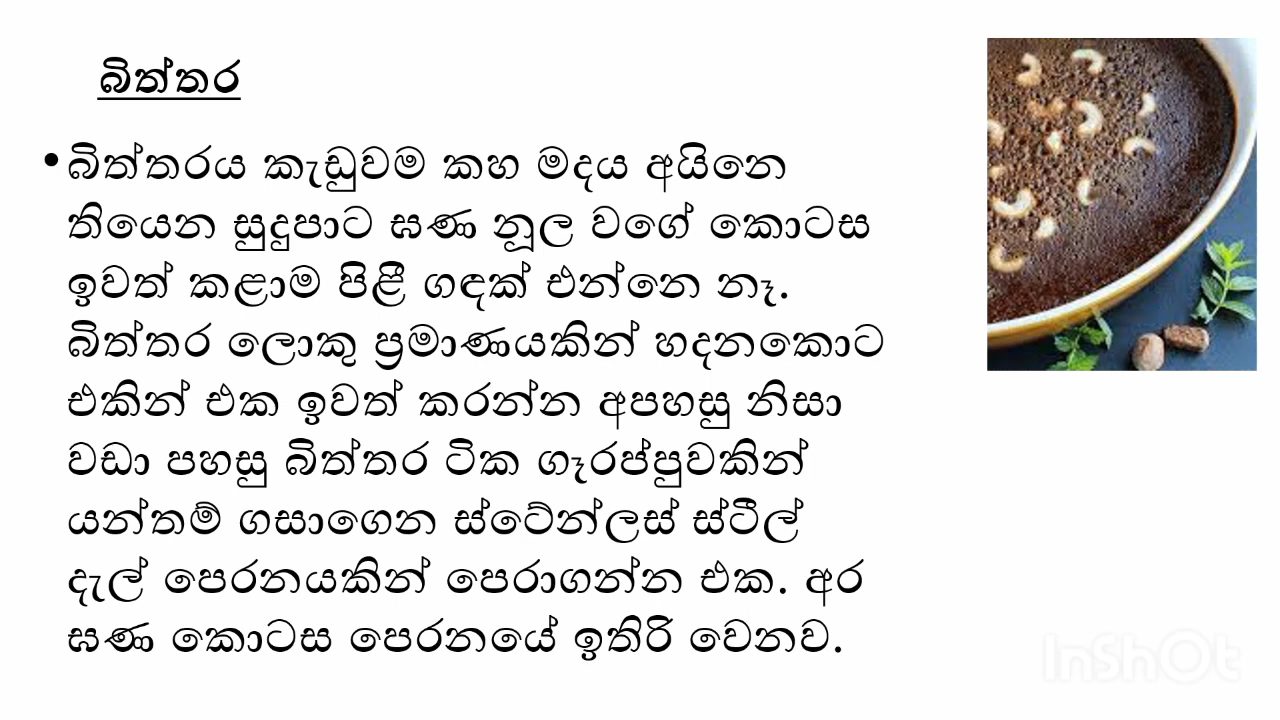 බිත්තර
• බිත්තරය කැඩුවම කහ මදය අයිනෙ
තියෙන සුදුපාට ඝණ නූල වගේ කොටස
ඉවත් කළාම පිළී ගඳක් එන්නෙ නෑ.
බිත්තර ලොකු ප්‍රමාණයකින් හදනකොට
එකින් එක ඉවත් කරන්න අපහසු නිසා
වඩා පහසු බිත්තර ටික ගෑරප්පුවකින්
යන්තම් ගසාගෙන ස්ටේන්ලස් ස්ටීල්
දැල් පෙරනයකින් පෙරාගන්න එක. අර
ඝණ කොටස පෙරනයේ ඉතිරි වෙනව.
InShOt